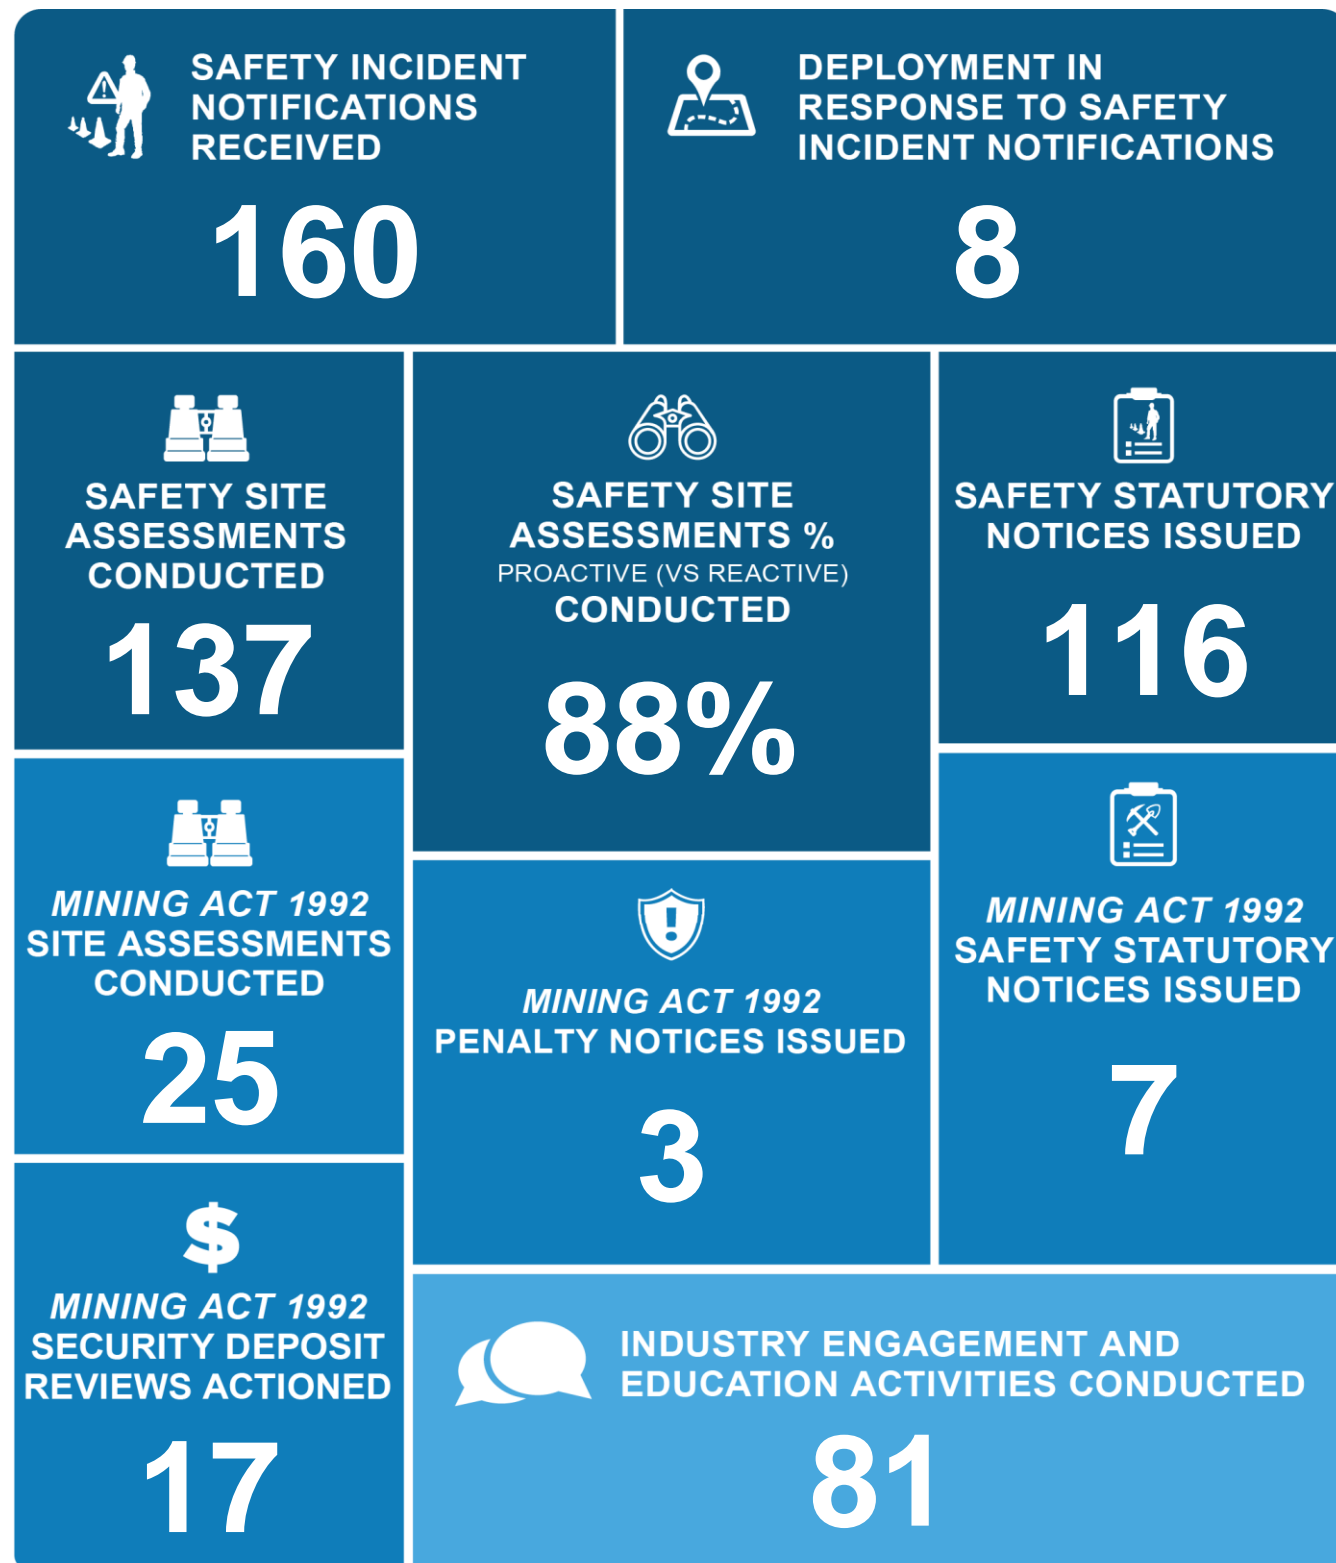 SAFETY INCIDENT
NOTIFICATIONS
RECEIVED
160
DEPLOYMENT IN
RESPONSE TO SAFETY
INCIDENT NOTIFICATIONS
8
SAFETY SITE
ASSESSMENTS
CONDUCTED
137
SAFETY SITE
ASSESSMENTS %
PROACTIVE (VS REACTIVE)
CONDUCTED
88%
SAFETY STATUTORY
NOTICES ISSUED
116
MINING ACT 1992
SITE ASSESSMENTS
CONDUCTED
25
MINING ACT 1992
PENALTY NOTICES ISSUED
3
MINING ACT 1992
SAFETY STATUTORY
NOTICES ISSUED
7
MINING ACT 1992
SECURITY DEPOSIT
REVIEWS ACTIONED
17
INDUSTRY ENGAGEMENT AND
EDUCATION ACTIVITIES CONDUCTED
81